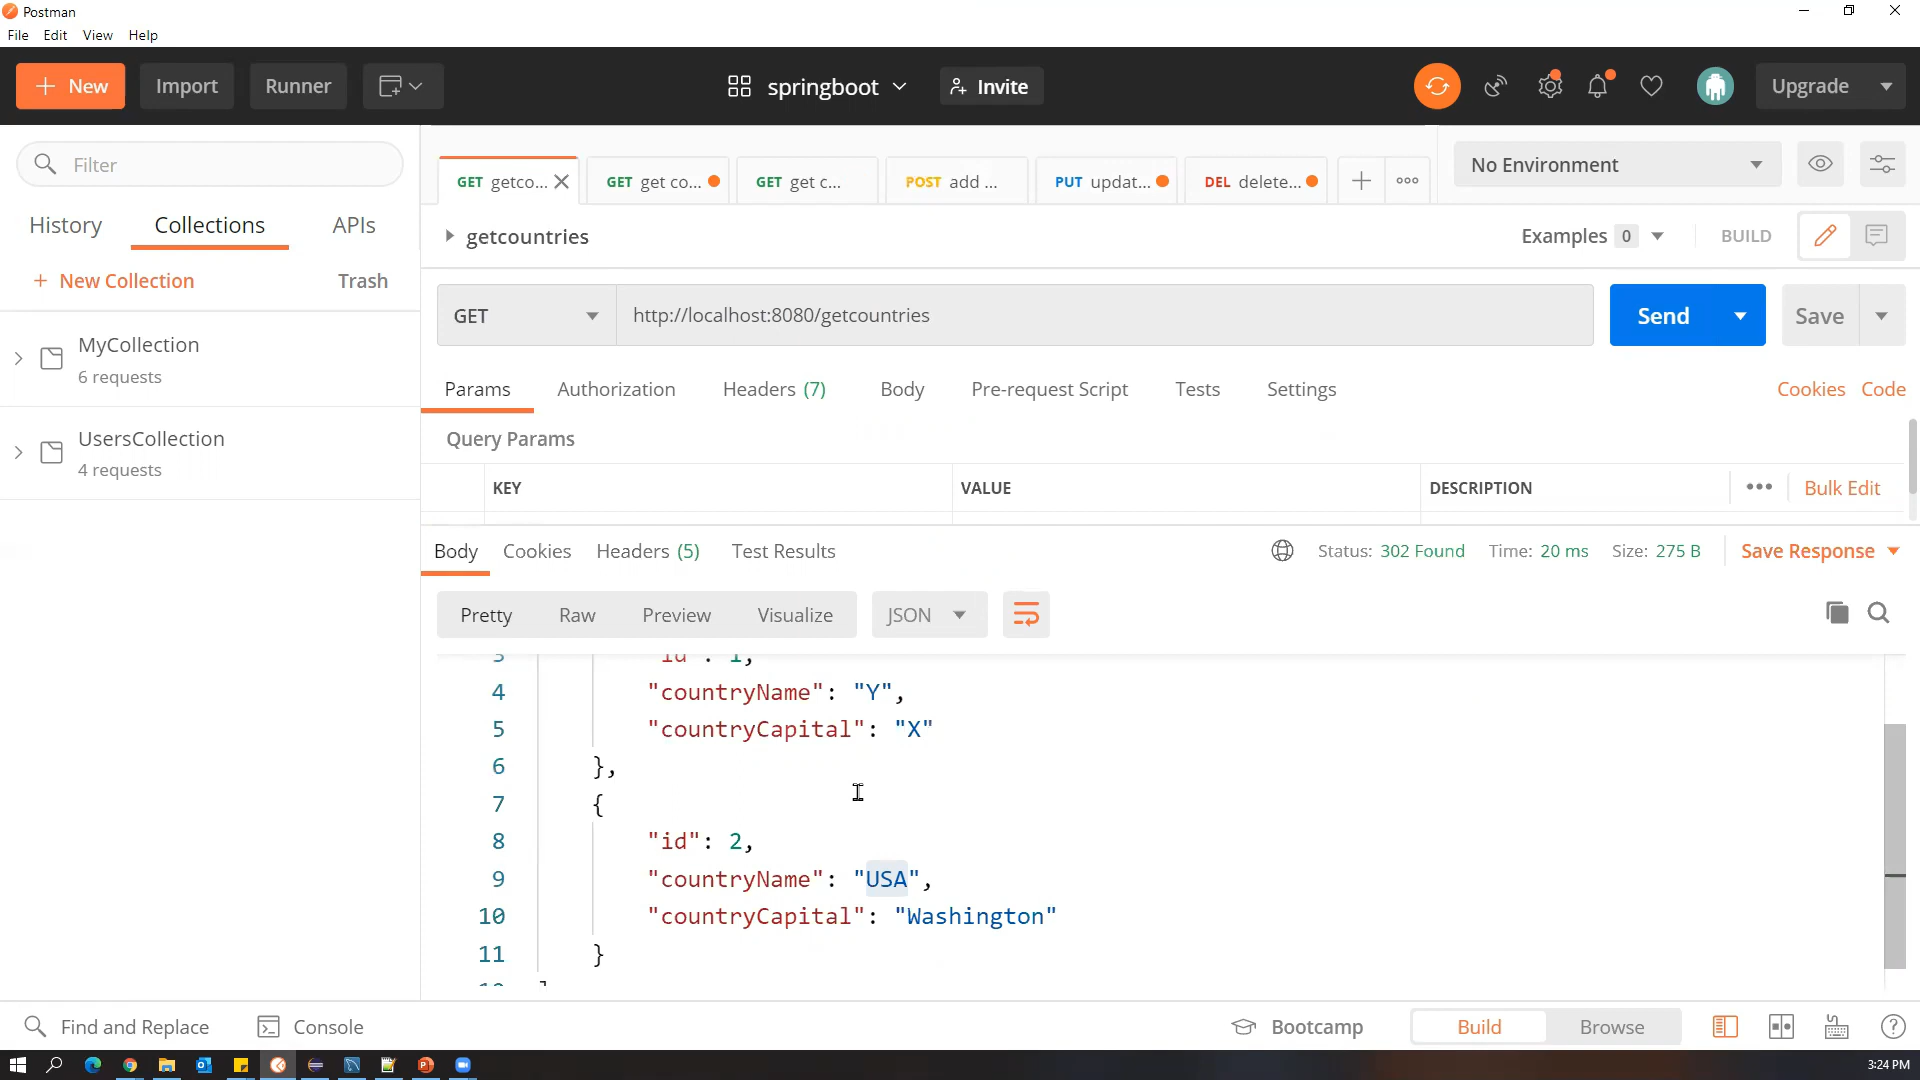 Postman
File Edit View Help
+ New Import Runner springboot Invite Upgrade
Filter
History Collections APIs
+ New Collection Trash
MyCollection
6 requests
UsersCollection
4 requests
GET getco... GET get co... GET get c... POST add ... PUT updat... DEL delete... No Environment
getcountries Examples 0 BUILD
GET http://localhost:8080/getcountries Send Save
Params Authorization Headers (7) Body Pre-request Script Tests Settings Cookies Code
Query Params
KEY VALUE DESCRIPTION Bulk Edit
Body Cookies Headers (5) Test Results Status: 302 Found Time: 20 ms Size: 275 B Save Response
Pretty Raw Preview Visualize JSON
3 "id": 1,
4 "countryName": "Y",
5 "countryCapital": "X"
6 },
7 {
8 "id": 2,
9 "countryName": "USA",
10 "countryCapital": "Washington"
11 }
Find and Replace Console Bootcamp Build Browse
3:24 PM